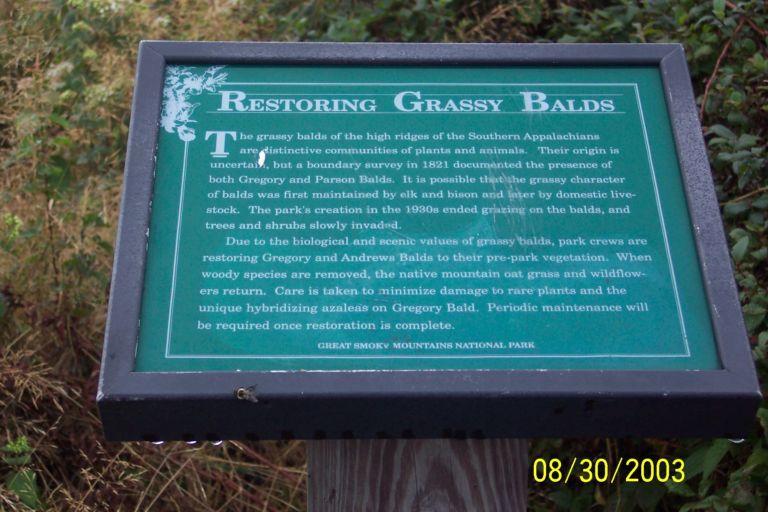 RESTORING GRASSY BALDS
The grassy balds of the high ridges of the Southern Appalachians
are distinctive communities of plants and animals. Their origin is
uncertain, but a boundary survey in 1821 documented the presence of
both Gregory and Parson Balds. It is possible that the grassy character
of balds was first maintained by elk and bison and later by domestic live-
stock. The park's creation in the 1930s ended grazing on the balds, and
trees and shrubs slowly invaded.
Due to the biological and scenic values of grassy balds, park crews are
restoring Gregory and Andrews Balds to their pre-park vegetation. When
woody species are removed, the native mountain oat grass and wildflow-
ers return. Care is taken to minimize damage to rare plants and the
unique hybridizing azaleas on Gregory Bald. Periodic maintenance will
be required once restoration is complete.
GREAT SMOKY MOUNTAINS NATIONAL PARK
08/30/2003